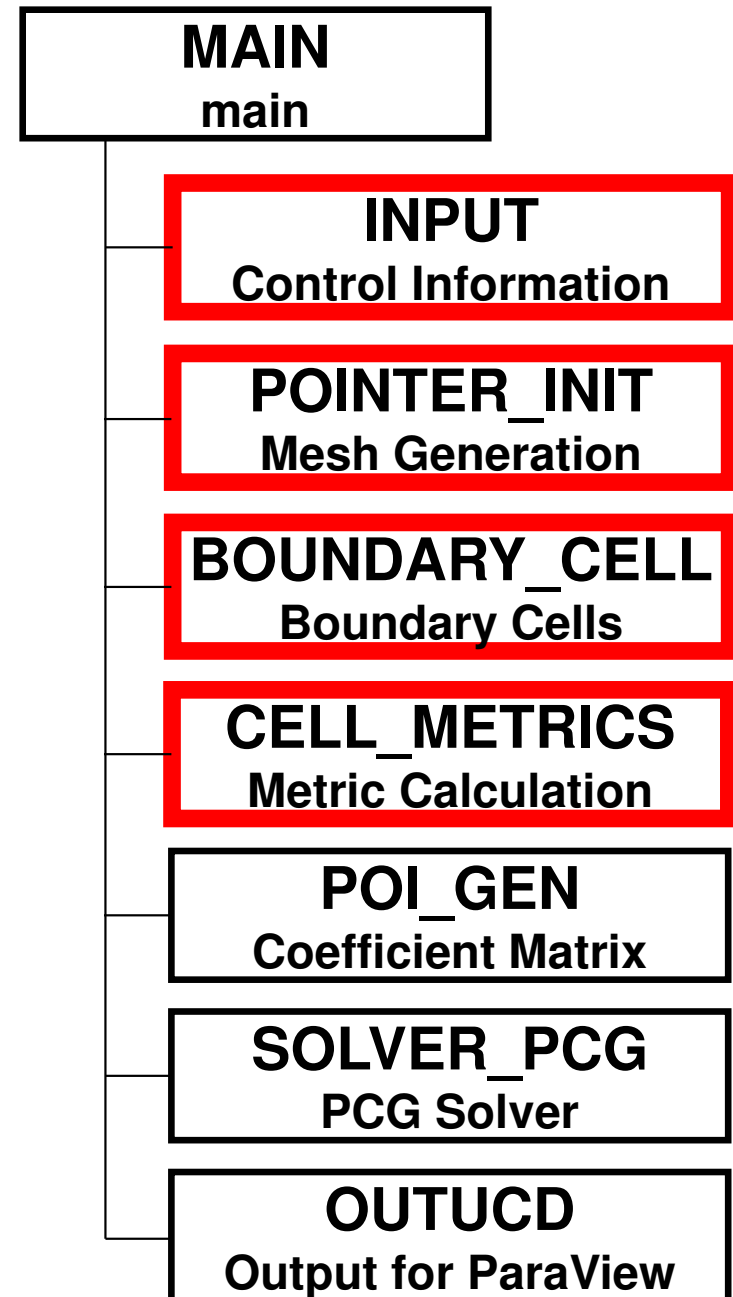 MAIN
main
INPUT
Control Information
POINTER_INIT
Mesh Generation
BOUNDARY_CELL
Boundary Cells
CELL_METRICS
Metric Calculation
POI_GEN
Coefficient Matrix
SOLVER_PCG
PCG Solver
OUTUCD
Output for ParaView